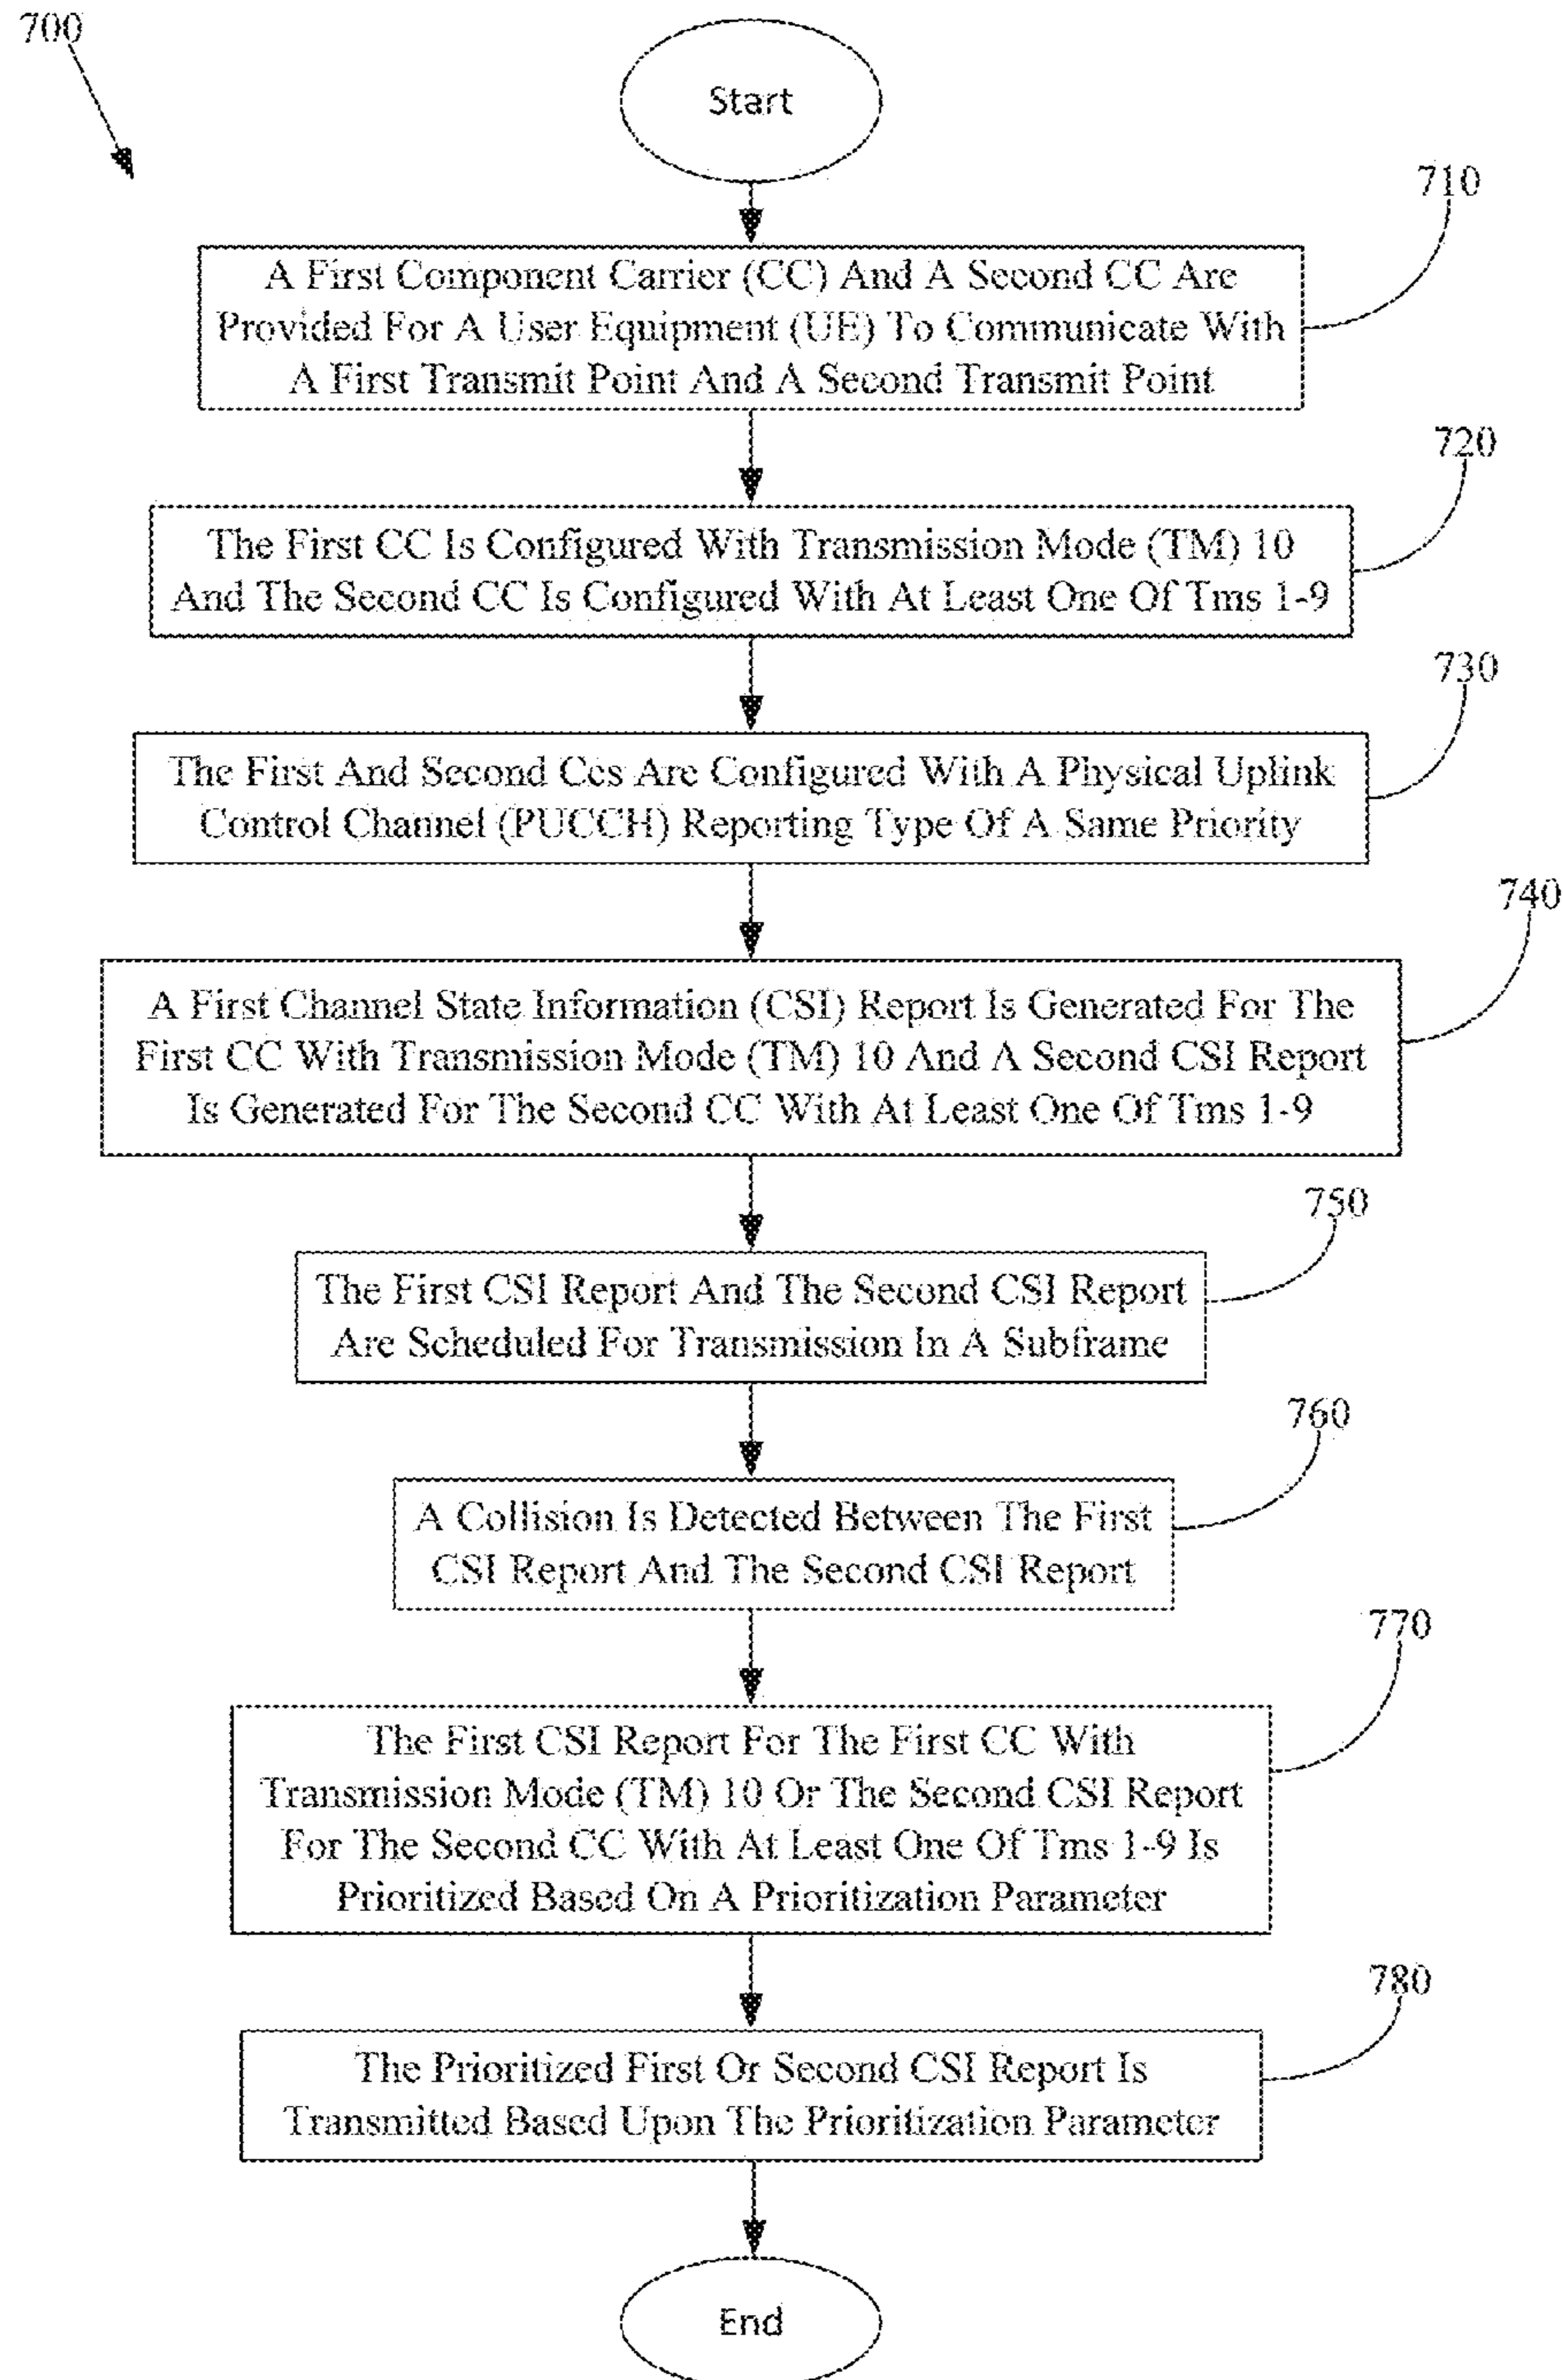 700
Start
710
A First Component Carrier (CC) And A Second CC Are
Provided For A User Equipment (UE) To Communicate With
A First Transmit Point And A Second Transmit Point
720
The First CC Is Configured With Transmission Mode (TM) 10
And The Second CC Is Configured With At Least One Of Tms 1-9
730
The First And Second Ccs Are Configured With A Physical Uplink
Control Channel (PUCCH) Reporting Type Of A Same Priority
740
A First Channel State Information (CSI) Report Is Generated For The
First CC With Transmission Mode (TM) 10 And A Second CSI Report
Is Generated For The Second CC With At Least One Of Tms 1-9
750
The First CSI Report And The Second CSI Report
Are Scheduled For Transmission In A Subframe
760
A Collision Is Detected Between The First
CSI Report And The Second CSI Report
770
The First CSI Report For The First CC With
Transmission Mode (TM) 10 Or The Second CSI Report
For The Second CC With At Least One Of Tms 1-9 Is
Prioritized Based On A Prioritization Parameter
780
The Prioritized First Or Second CSI Report Is
Transmitted Based Upon The Prioritization Parameter
End